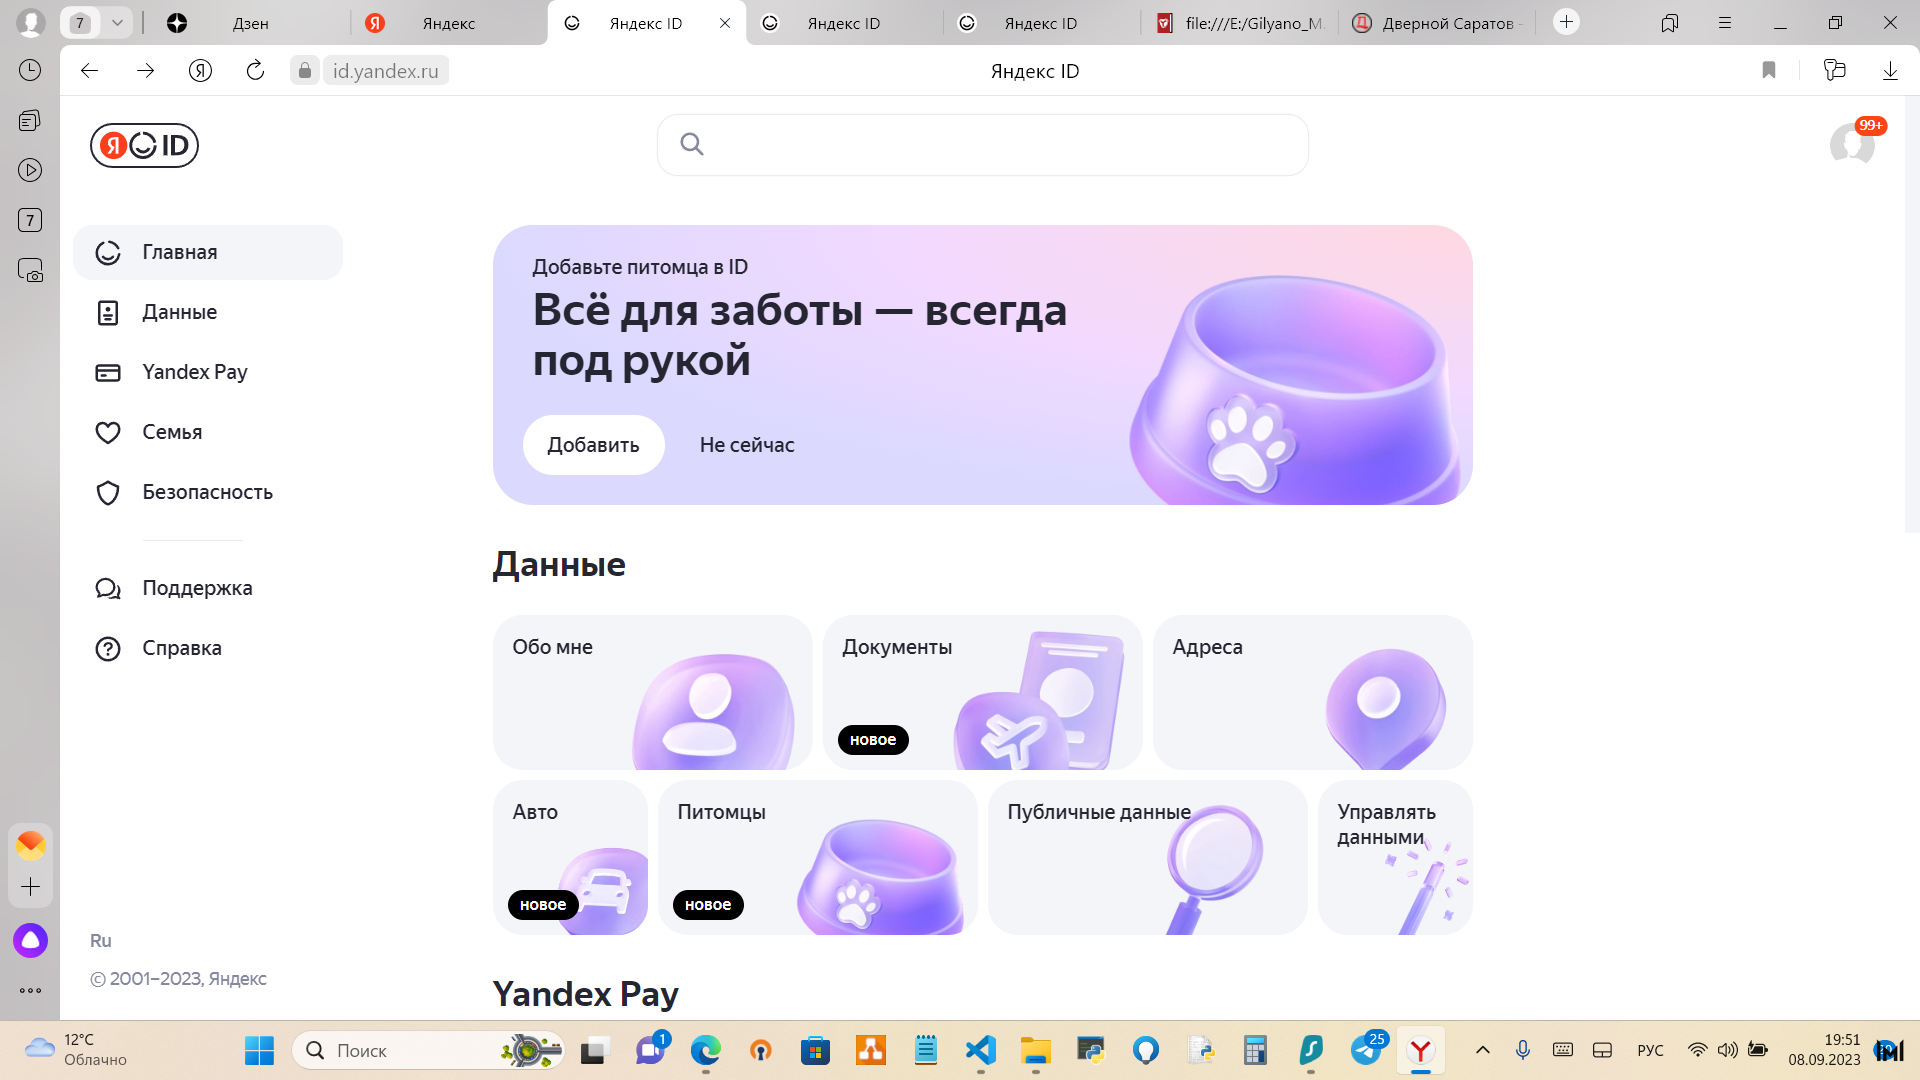 7
Дзен
Я
Яндекс
Яндекс ID
Яндекс ID
Яндекс ID
file:///E:/Gilyano_M.
Дверной Саратов -
Я
id.yandex.ru
Яндекс ID
Я ID
99+
7
Главная
Данные
Yandex Pay
Семья
Безопасность
Поддержка
Справка
Ru
© 2001–2023, Яндекс
Добавьте питомца в ID
Всё для заботы — всегда
под рукой
Добавить
Не сейчас
Данные
Обо мне
Документы
новое
Адреса
Авто
новое
Питомцы
новое
Публичные данные
Управлять
данными
Yandex Pay
12°C
Облачно
Поиск
1
25
РУС
19:51
08.09.2023